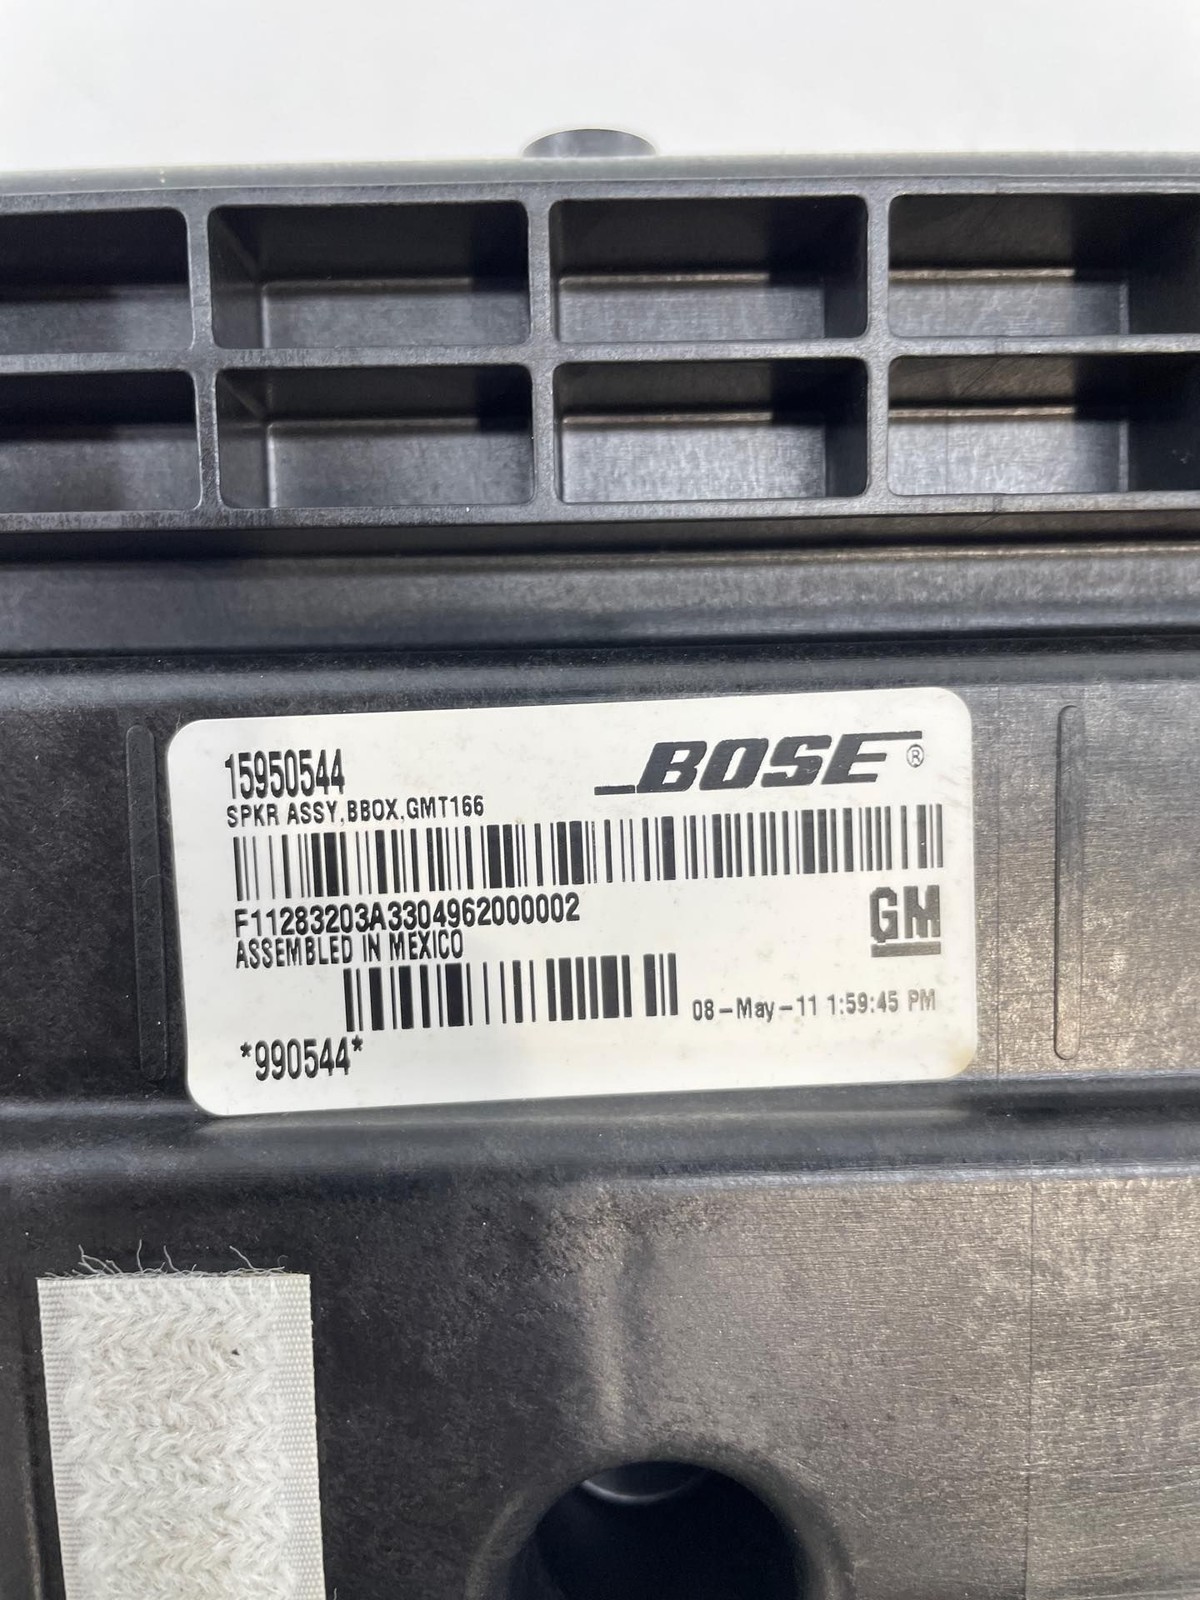 15950544
BOSE®
SPKR ASSY,BBOX,GMT166
F11283203A3304962000002
ASSEMBLED IN MEXICO
GM
08-May-11 1:59:45 PM
*990544*